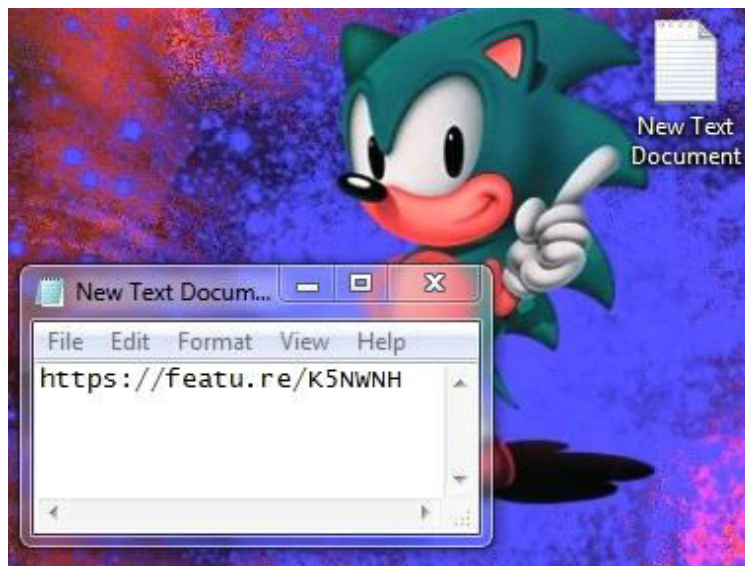 New Text
Document
New Text Docum...
File Edit Format View Help
https://featu.re/K5NWNH